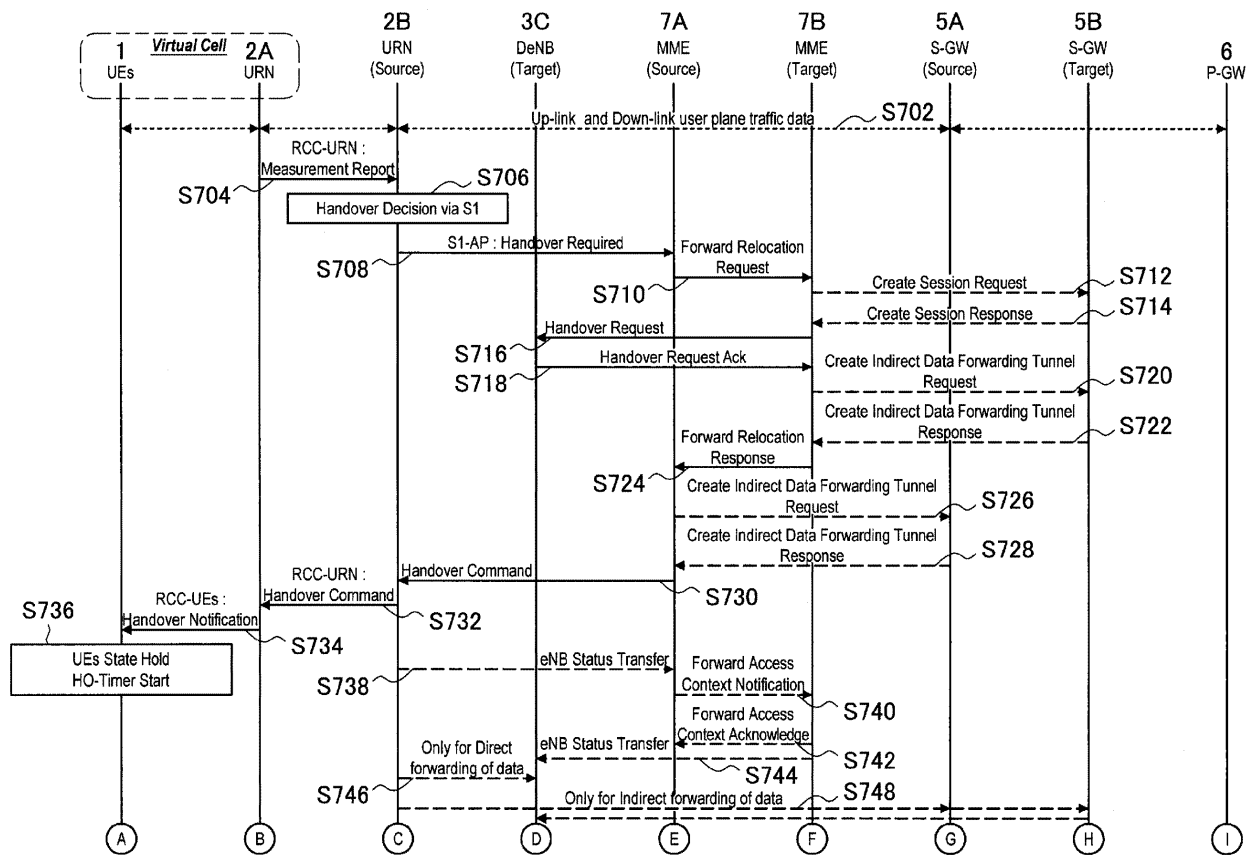 2B 3C 7A 7B 5A 5B
Virtual Cell
1 2A URN DeNB MME MME S-GW S-GW 6
UEs URN (Source) (Target) (Source) (Target) (Source) (Target) P-GW
Up-link and Down-link user plane traffic data S702
RCC-URN :
Measurement Report
S704
S706
Handover Decision via S1
S1-AP : Handover Required
S708
Forward Relocation
Request
S710
Create Session Request S712
Create Session Response S714
Handover Request
S716
Handover Request Ack
S718
Create Indirect Data Forwarding Tunnel
Request S720
Create Indirect Data Forwarding Tunnel
Response S722
Forward Relocation
Response
S724
Create Indirect Data Forwarding Tunnel
Request S726
Create Indirect Data Forwarding Tunnel
Response S728
Handover Command
S730
RCC-URN :
Handover Command
S732
RCC-UEs :
Handover Notification
S734
S736
UEs State Hold
HO-Timer Start
eNB Status Transfer
S738
Forward Access
Context Notification
S740
Forward Access
Context Acknowledge
S742
eNB Status Transfer
S744
Only for Direct
forwarding of data
S746
Only for Indirect forwarding of data S748
A B C D E F G H I